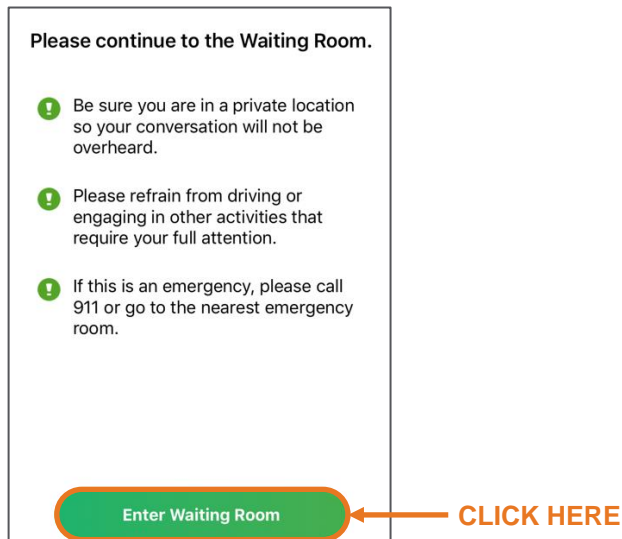 Please continue to the Waiting Room.
Be sure you are in a private location
so your conversation will not be
overheard.
Please refrain from driving or
engaging in other activities that
require your full attention.
If this is an emergency, please call
911 or go to the nearest emergency
room.
Enter Waiting Room
CLICK HERE